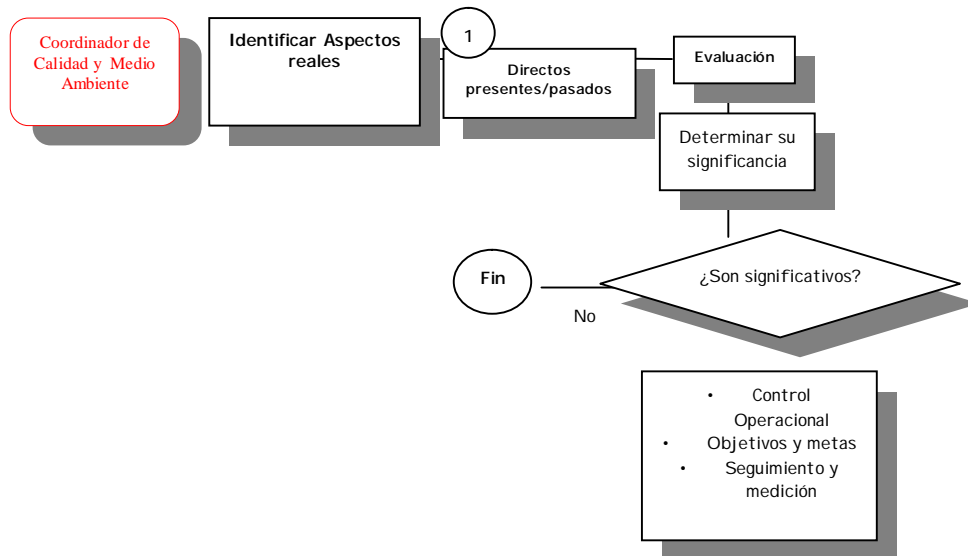 Coordinador de
Calidad y Medio
Ambiente
Identificar Aspectos
reales
1
Directos
presentes/pasados
Evaluación
Determinar su
significancia
¿Son significativos?
Fin
No
• Control
Operacional
• Objetivos y metas
• Seguimiento y
medición